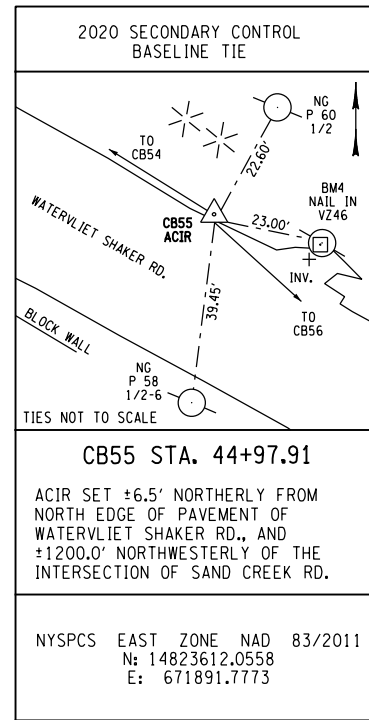 2020 SECONDARY CONTROL
BASELINE TIE
NG
P 60
1/2
TO
CB54
22.60'
BM4
NAIL IN
VZ46
CB55
ACIR
23.00'
WATERVLIET SHAKER RD.
INV.
39.45'
TO
CB56
BLOCK WALL
NG
P 58
1/2-6
TIES NOT TO SCALE
CB55 STA. 44+97.91
ACIR SET ±6.5' NORTHERLY FROM
NORTH EDGE OF PAVEMENT OF
WATERVLIET SHAKER RD., AND
±1200.0' NORTHWESTERLY OF THE
INTERSECTION OF SAND CREEK RD.
NYSPCS EAST ZONE NAD 83/2011
N: 14823612.0558
E: 671891.7773